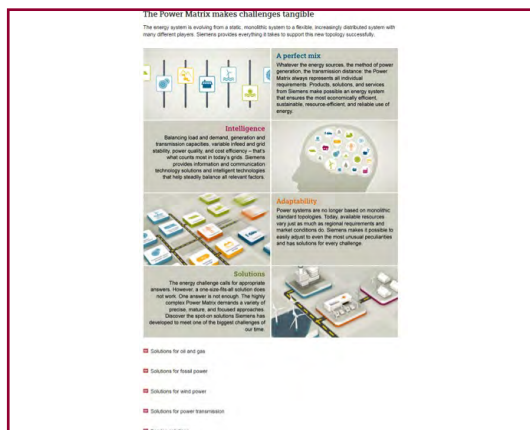 The Power Matrix makes challenges tangible
The energy system is evolving from a static, monolithic system to a flexible, increasingly distributed system with
many different players. Siemens provides everything it takes to support this new topology successfully.
A perfect mix
Whatever the energy sources, the method of power
generation, the transmission distance: the Power
Matrix always represents all individual
requirements. Products, solutions, and services
from Siemens make possible an energy system
that ensures the most economically efficient,
sustainable, resource-efficient, and reliable use of
energy.
Intelligence
Balancing load and demand, generation and
transmission capacities, variable infeed and grid
stability, power quality, and cost efficiency – that's
what counts most in today's grids. Siemens
provides information and communication
technology solutions and intelligent technologies
that help steadily balance all relevant factors.
Adaptability
Power systems are no longer based on monolithic
standard topologies. Today, available resources
vary just as much as regional requirements and
market conditions do. Siemens makes it possible to
easily adjust to even the most unusual peculiarities
and has solutions for every challenge.
Solutions
The energy challenge calls for appropriate
answers. However, a one-size-fits-all solution does
not work. One answer is not enough. The highly
complex Power Matrix demands a variety of
precise, mature, and focused approaches.
Discover the spot-on solutions Siemens has
developed to meet one of the biggest challenges of
our time.
Solutions for oil and gas
Solutions for fossil power
Solutions for wind power
Solutions for power transmission